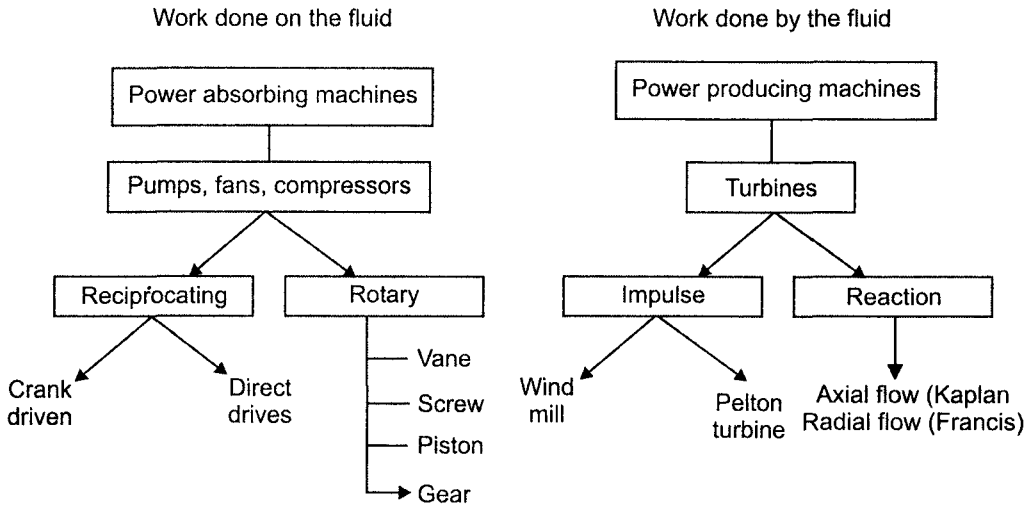 Work done on the fluid
Power absorbing machines
Pumps, fans, compressors
Reciprocating
Rotary
Crank
driven
Direct
drives
Vane
Screw
Piston
Gear
Work done by the fluid
Power producing machines
Turbines
Impulse
Reaction
Wind
mill
Pelton
turbine
Axial flow (Kaplan
Radial flow (Francis)